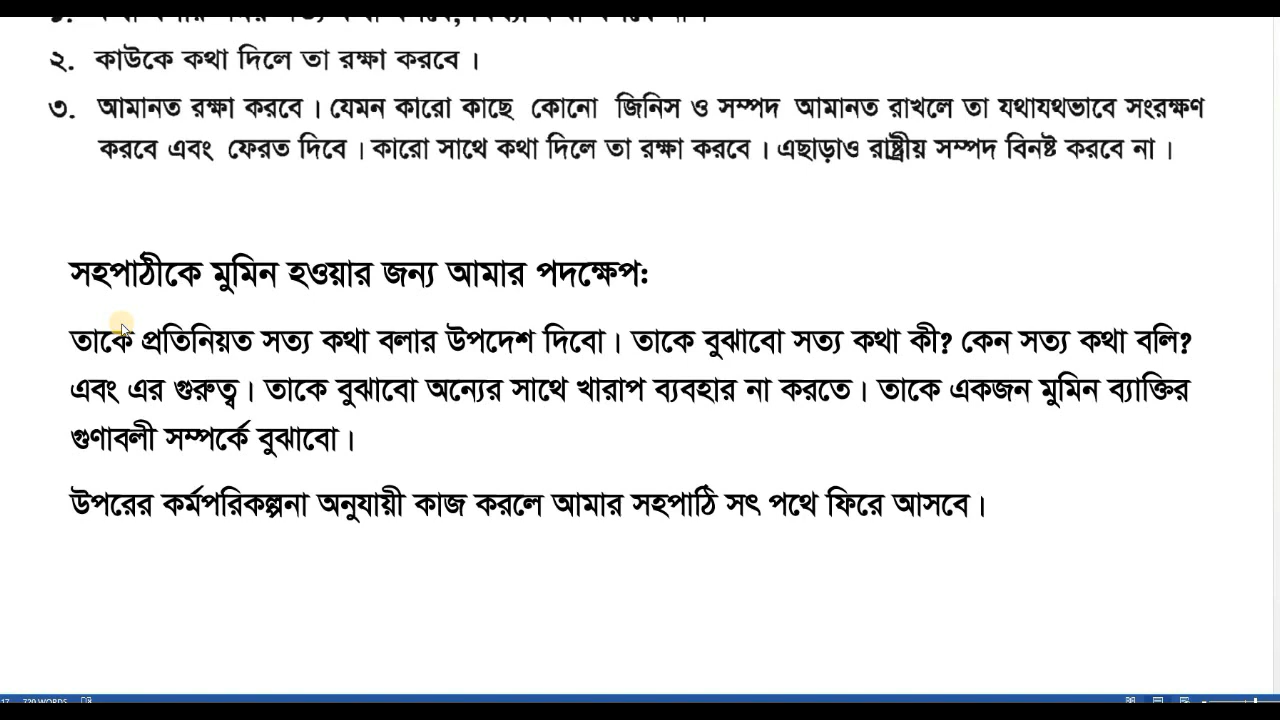 ২. কাউকে কথা দিলে তা রক্ষা করবে।
৩. আমানত রক্ষা করবে। যেমন কারো কাছে কোনো জিনিস ও সম্পদ আমানত রাখলে তা যথাযথভাবে সংরক্ষণ
করবে এবং ফেরত দিবে। কারো সাথে কথা দিলে তা রক্ষা করবে। এছাড়াও রাষ্ট্রীয় সম্পদ বিনষ্ট করবে না।
সহপাঠীকে মুমিন হওয়ার জন্য আমার পদক্ষেপ:
তাকে প্রতিনিয়ত সত্য কথা বলার উপদেশ দিবো। তাকে বুঝাবো সত্য কথা কী? কেন সত্য কথা বলি?
এবং এর গুরুত্ব। তাকে বুঝাবো অন্যের সাথে খারাপ ব্যবহার না করতে। তাকে একজন মুমিন ব্যাক্তির
গুণাবলী সম্পর্কে বুঝাবো।
উপরের কর্মপরিকল্পনা অনুযায়ী কাজ করলে আমার সহপাঠি সৎ পথে ফিরে আসবে।